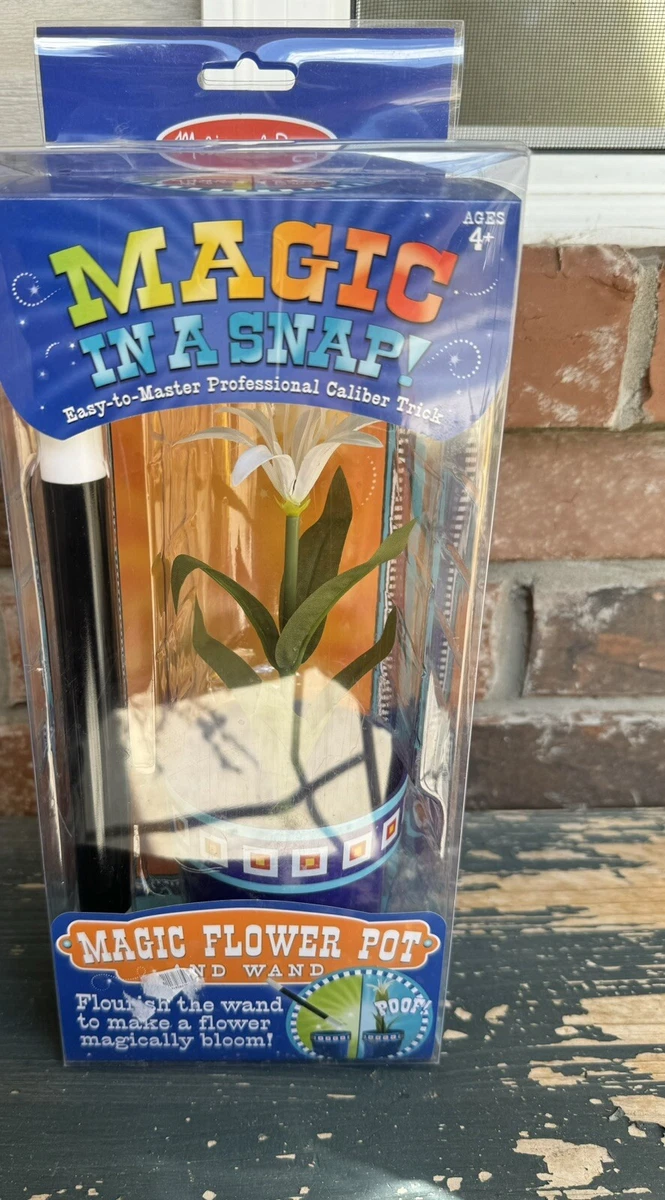 AGES
4+
MAGIC
IN A SNAP!
Easy-to-Master Professional Caliber Trick
MAGIC FLOWER POT
ND WAND
Flourish the wand
to make a flower
magically bloom!
POOF!